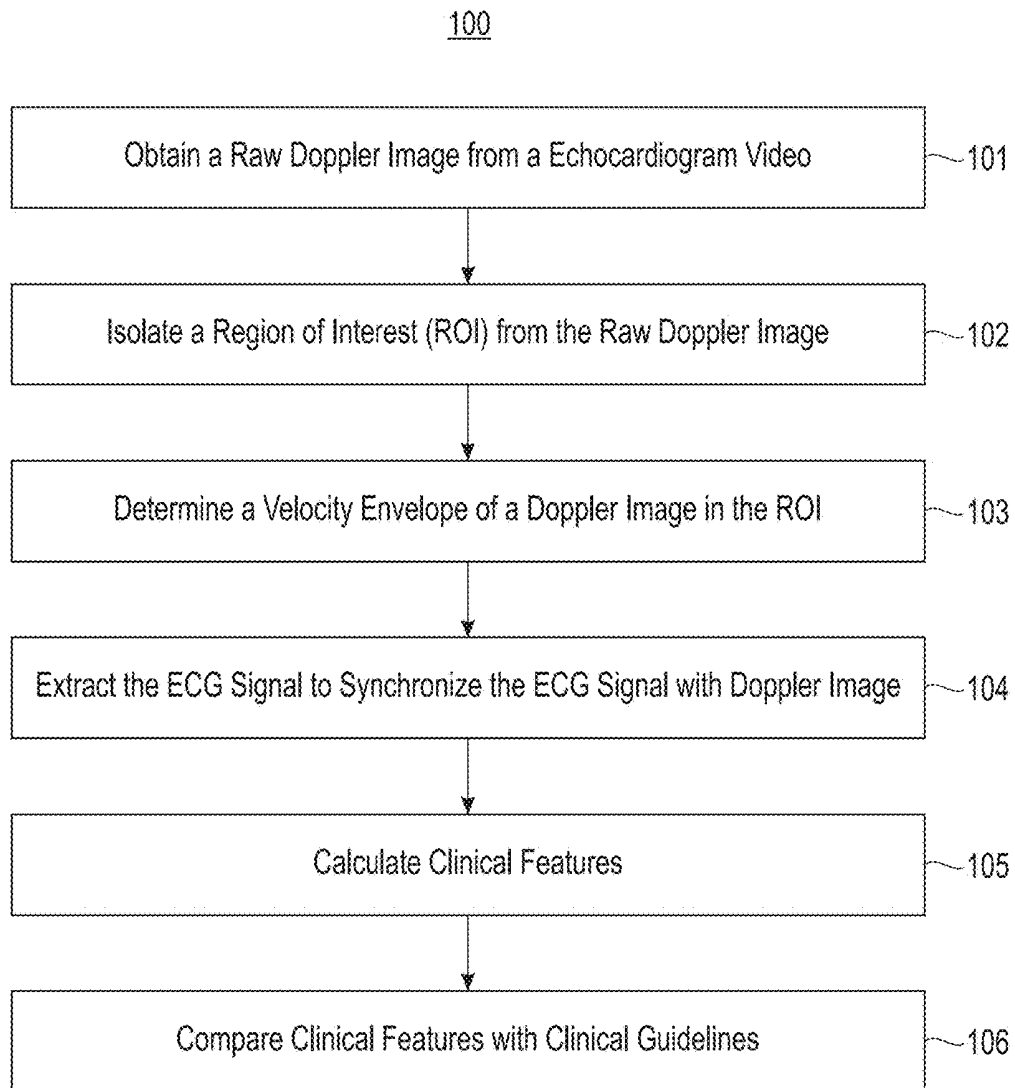 100
Obtain a Raw Doppler Image from a Echocardiogram Video
101
Isolate a Region of Interest (ROI) from the Raw Doppler Image
102
Determine a Velocity Envelope of a Doppler Image in the ROI
103
Extract the ECG Signal to Synchronize the ECG Signal with Doppler Image
104
Calculate Clinical Features
105
Compare Clinical Features with Clinical Guidelines
106